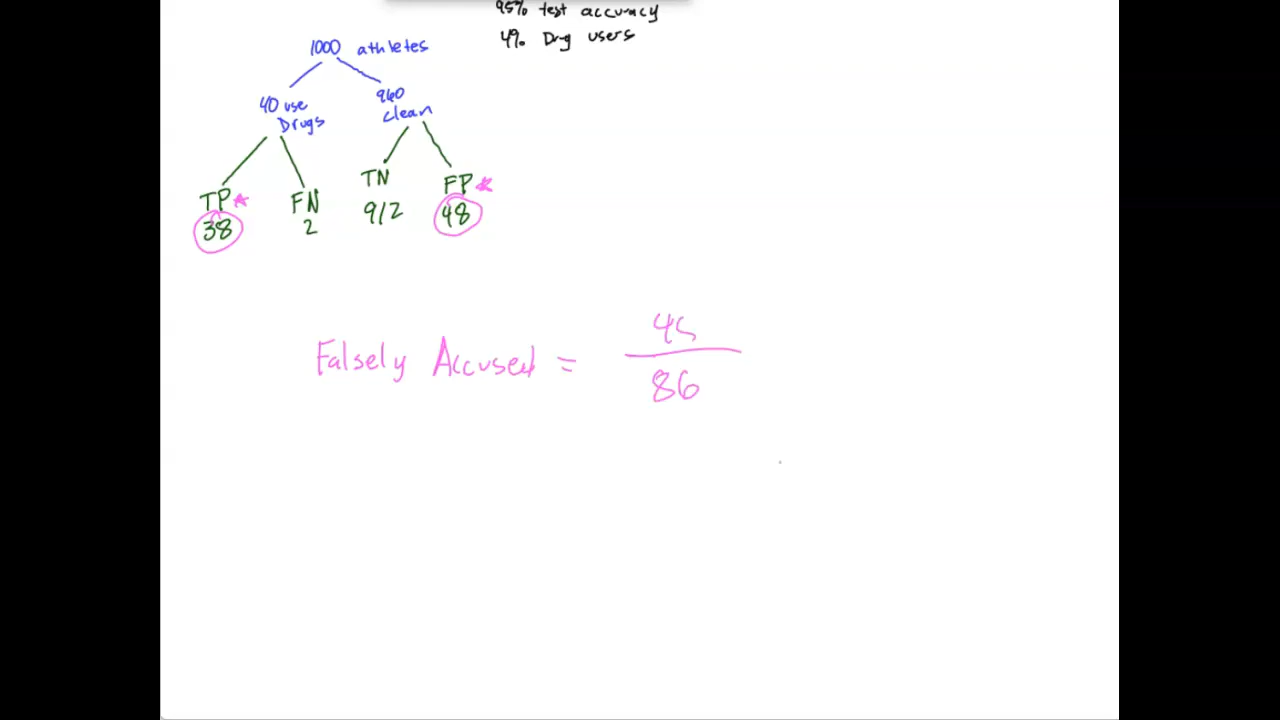 95% test accuracy
4% Drug users
1000 athletes
40 use
Drugs
960
clean
TP*
38
FN
2
TN
912
FP*
48
Falsely Accused =
45
86